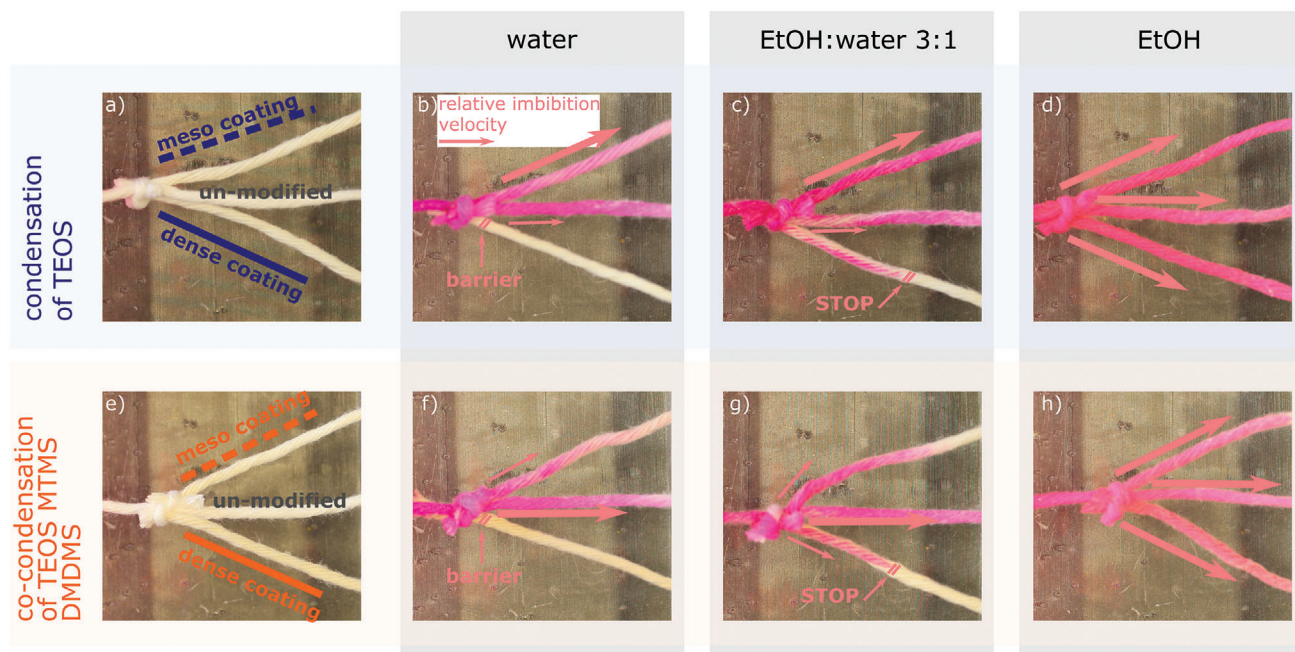 water
EtOH:water 3:1
EtOH
condensation
of TEOS
a)
meso coating
un-modified
dense coating
b)
relative imbibition
velocity
barrier
c)
STOP
d)
co-condensation
of TEOS MTMS
DMDMS
e)
meso coating
un-modified
dense coating
f)
barrier
g)
STOP
h)